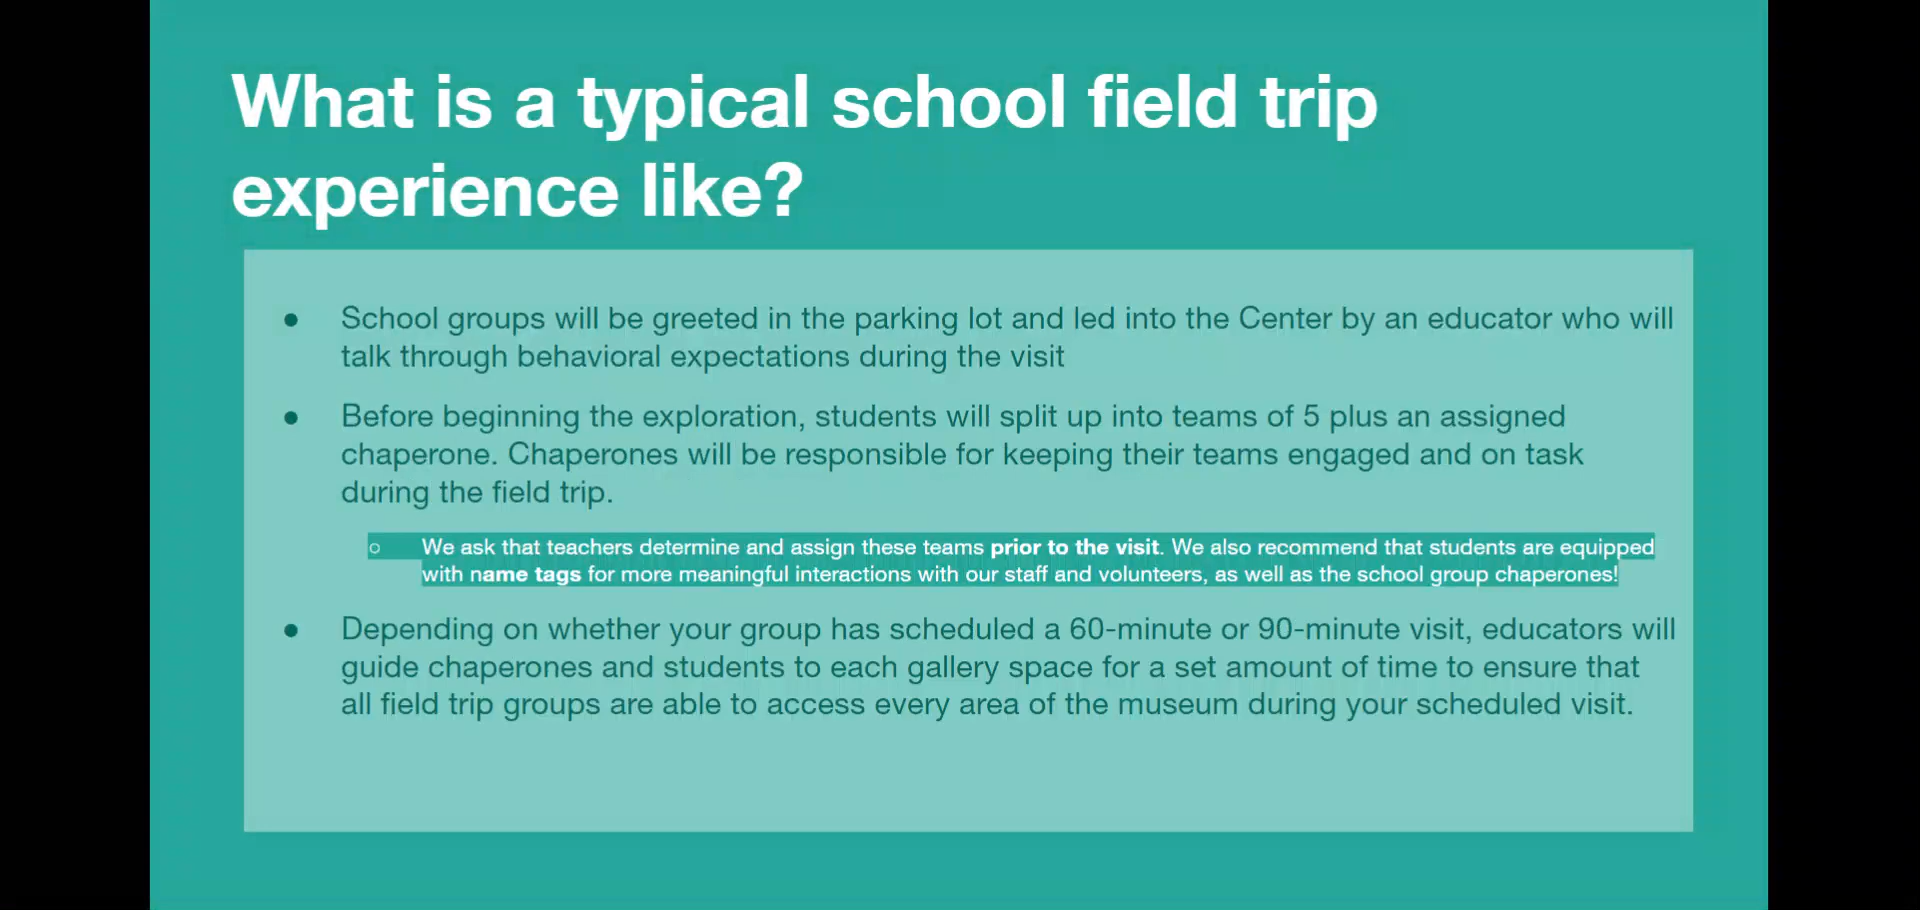 What is a typical school field trip
experience like?
● School groups will be greeted in the parking lot and led into the Center by an educator who will
talk through behavioral expectations during the visit
● Before beginning the exploration, students will split up into teams of 5 plus an assigned
chaperone. Chaperones will be responsible for keeping their teams engaged and on task
during the field trip.
○ We ask that teachers determine and assign these teams prior to the visit. We also recommend that students are equipped
with name tags for more meaningful interactions with our staff and volunteers, as well as the school group chaperones!
● Depending on whether your group has scheduled a 60-minute or 90-minute visit, educators will
guide chaperones and students to each gallery space for a set amount of time to ensure that
all field trip groups are able to access every area of the museum during your scheduled visit.